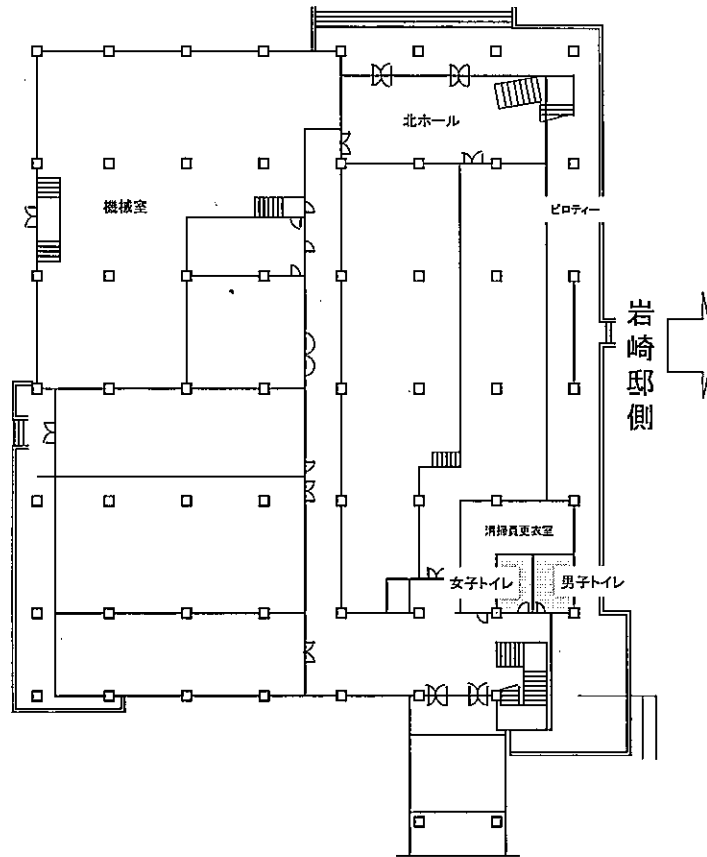 北ホール
機械室
ピロティー
岩崎邸側
清掃員更衣室
女子トイレ
男子トイレ